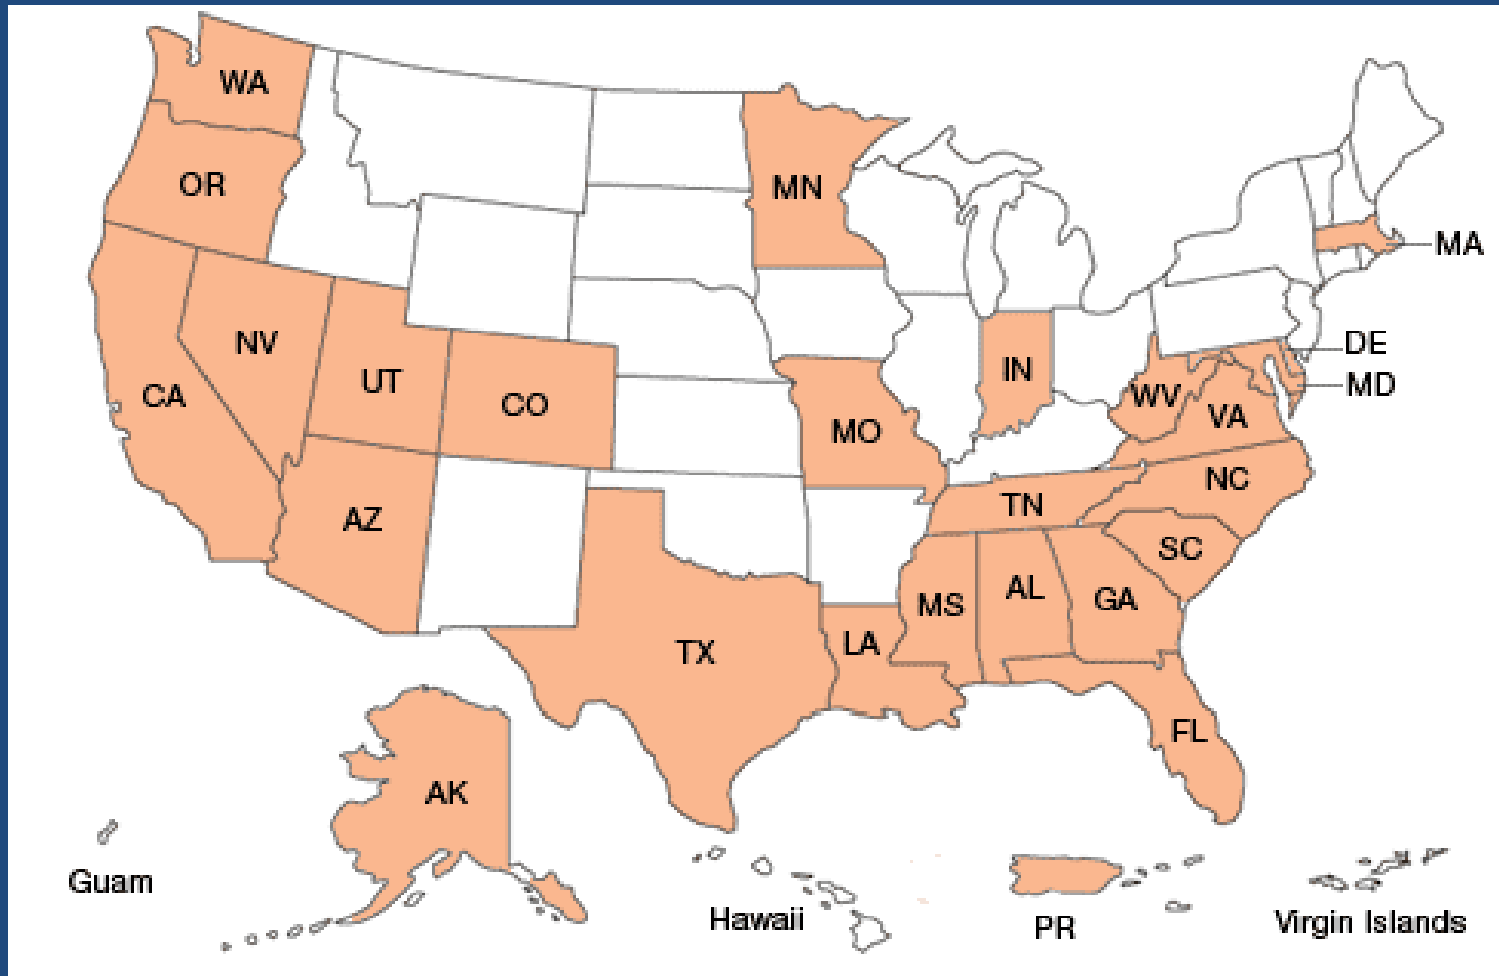 WA
OR
MN
MA
NV
DE
IN
UT
MD
CA
WV
CO
VA
MO
NC
TN
AZ
SC
AL
GA
MS
LA
TX
FL
AK
Guam
Hawaii
PR
Virgin Islands